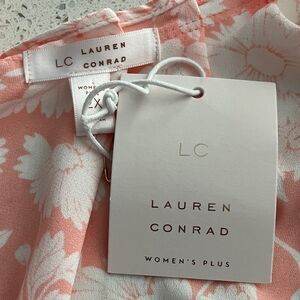 LC LAUREN
CONRAD
WOMEN'S
LC
LAUREN
CONRAD
WOMEN'S PLUS